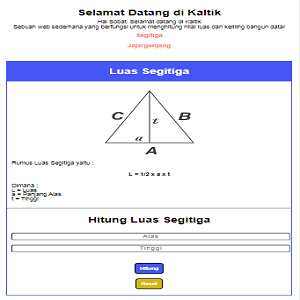 Selamat Datang di Kaltik
Hai Sobat, Selamat datang di Kaltik
Sebuah web sederhana yang berfungsi untuk menghitung nilai luas dan keliling bangun datar
Segitiga
Jajargenjang
Luas Segitiga
C t B
a
A
Rumus Luas Segitiga yaitu :
L = 1/2 x a x t
Dimana :
L = Luas
a = Panjang Alas
t = Tinggi
Hitung Luas Segitiga
Alas
Tinggi
Hitung
Reset